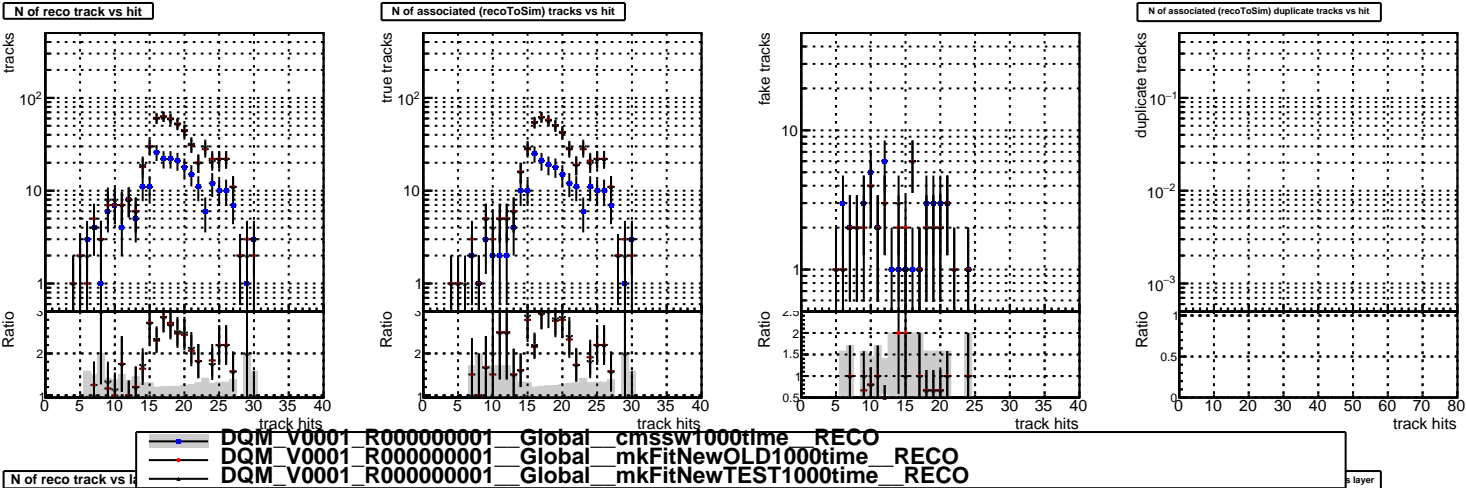 N of reco track vs hit
N of associated (recoToSim) tracks vs hit
N of associated (recoToSim) duplicate tracks vs hit
tracks
10²
10
1
Ratio
3
2
1
0 5 10 15 20 25 30 35 40
track hits
true tracks
10²
10
1
Ratio
3
2
1
0 5 10 15 20 25 30 35 40
track hits
fake tracks
10
1
Ratio
2.5
2
1.5
1
0.5
0 5 10 15 20 25 30 35 40
track hits
duplicate tracks
10⁻¹
10⁻²
10⁻³
Ratio
1
0.5
0
0 10 20 30 40 50 60 70 80
track hits
DQM_V0001_R000000001__Global__cmssw1000time__RECO
DQM_V0001_R000000001__Global__mkFitNewOLD1000time__RECO
DQM_V0001_R000000001__Global__mkFitNewTEST1000time__RECO
N of reco track vs
layer